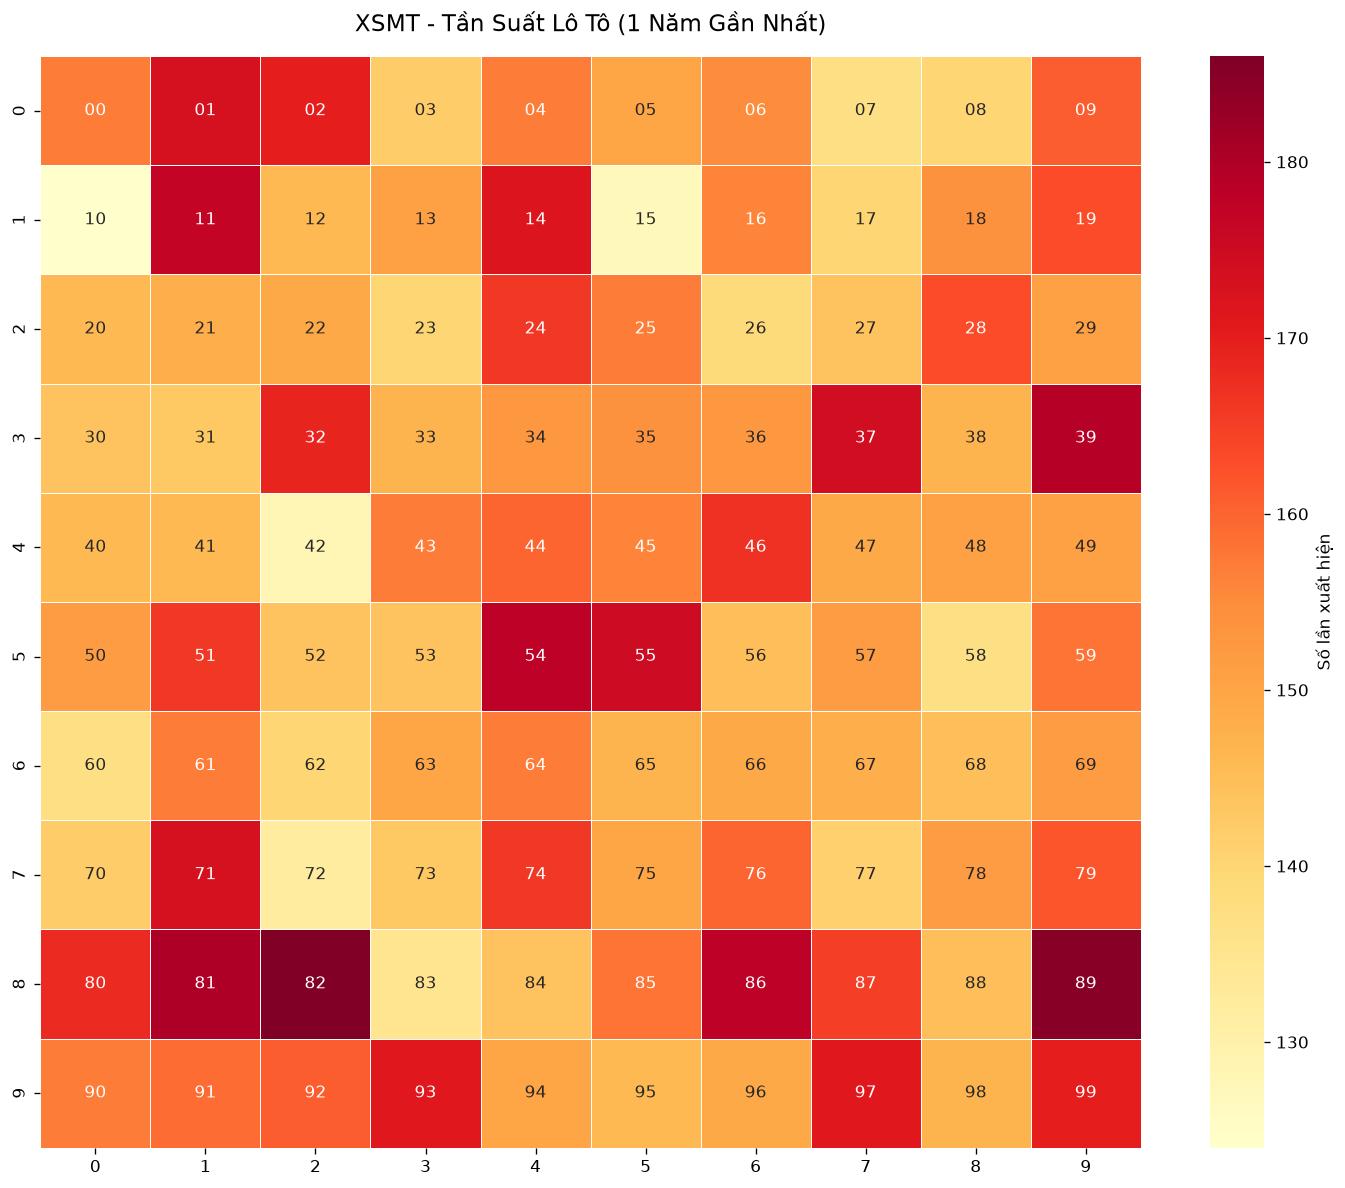 XSMT - Tần Suất Lô Tô (1 Năm Gần Nhất)
0 00 01 02 03 04 05 06 07 08 09
1 10 11 12 13 14 15 16 17 18 19
2 20 21 22 23 24 25 26 27 28 29
3 30 31 32 33 34 35 36 37 38 39
4 40 41 42 43 44 45 46 47 48 49
5 50 51 52 53 54 55 56 57 58 59
6 60 61 62 63 64 65 66 67 68 69
7 70 71 72 73 74 75 76 77 78 79
8 80 81 82 83 84 85 86 87 88 89
9 90 91 92 93 94 95 96 97 98 99
0 1 2 3 4 5 6 7 8 9
180
170
160
150
140
130
Số lần xuất hiện